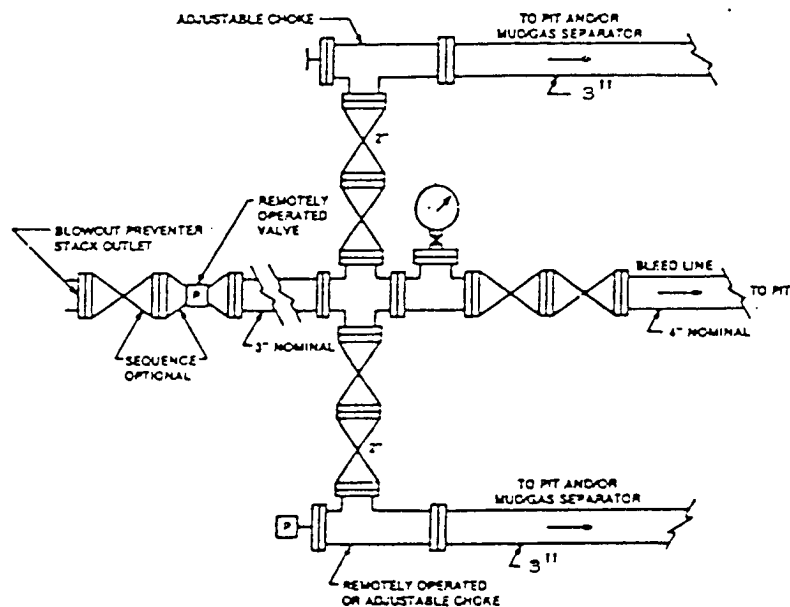 ADJUSTABLE CHOKE
TO PIT AND/OR
MUD/GAS SEPARATOR
3"
2"
REMOTELY
OPERATED
VALVE
BLOWOUT PREVENTER
STACK OUTLET
P
BLEED LINE
TO PIT
SEQUENCE
OPTIONAL
3" NOMINAL
4" NOMINAL
2"
TO PIT AND/OR
MUD/GAS SEPARATOR
P
3"
REMOTELY OPERATED
OR ADJUSTABLE CHOKE